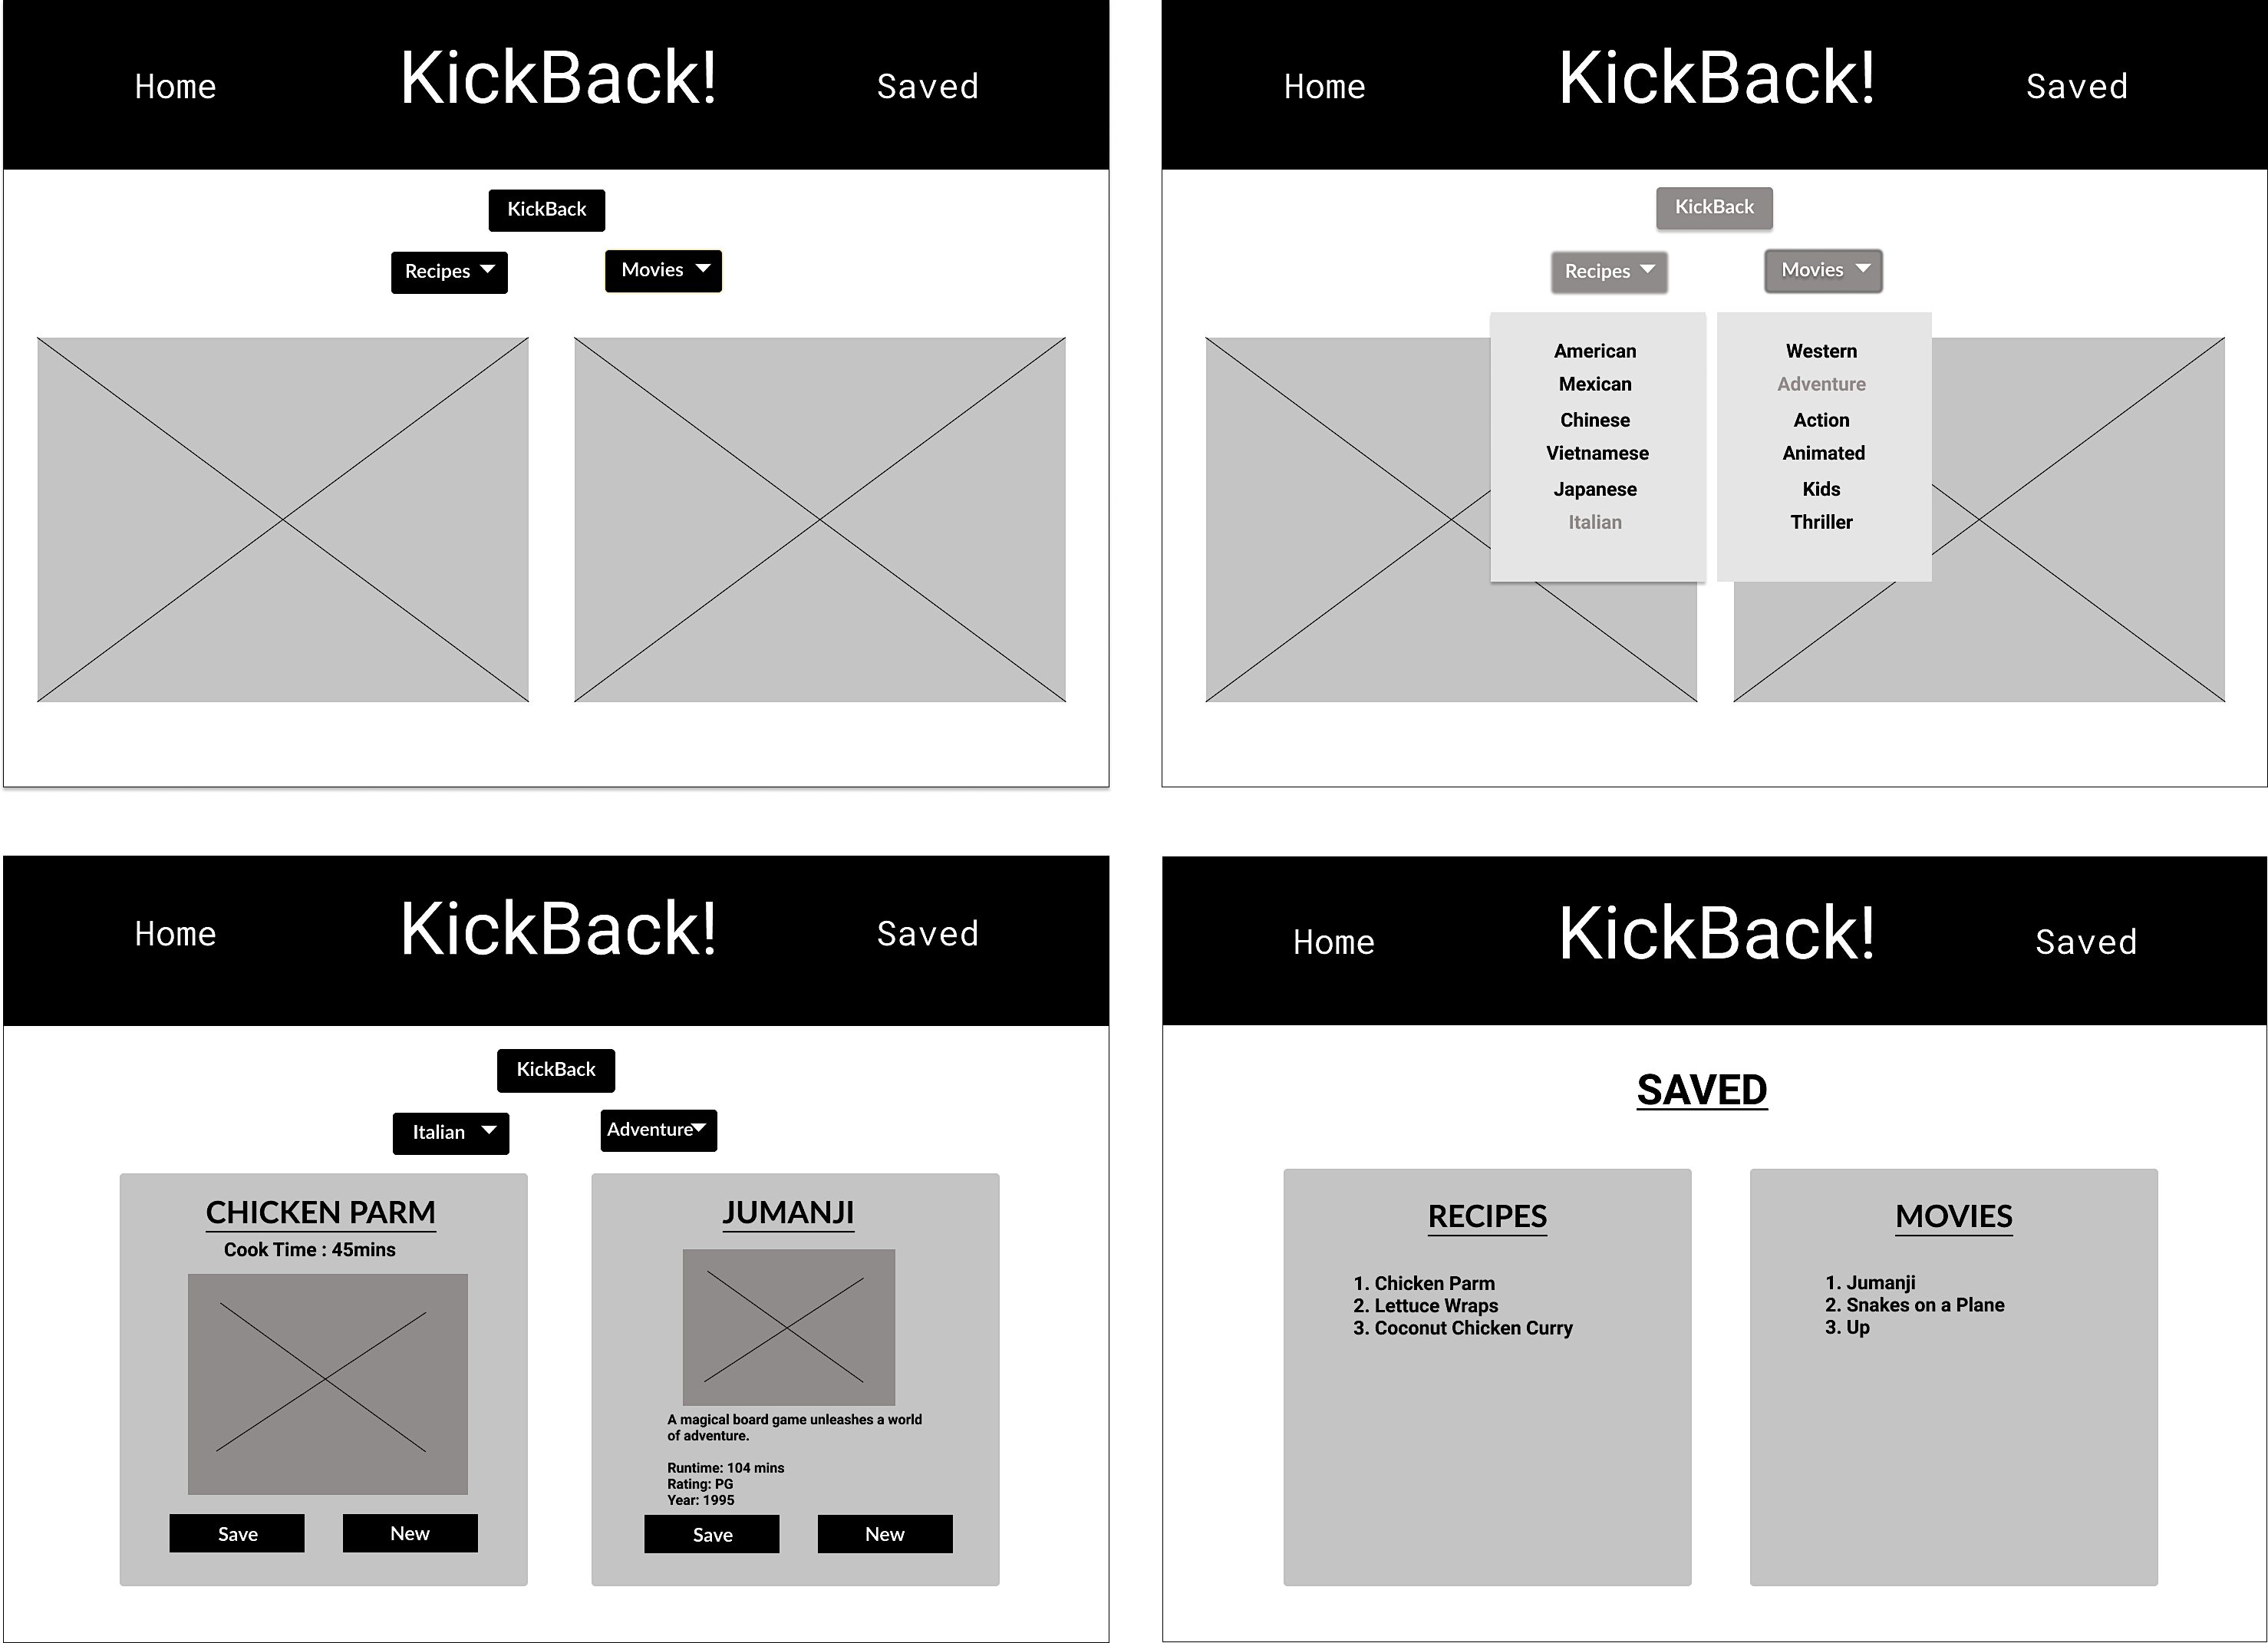 Home KickBack! Saved
KickBack
Recipes Movies
Home KickBack! Saved
KickBack
Recipes Movies
American
Mexican
Chinese
Vietnamese
Japanese
Italian
Western
Adventure
Action
Animated
Kids
Thriller
Home KickBack! Saved
KickBack
Italian Adventure
CHICKEN PARM
Cook Time : 45mins
Save New
JUMANJI
A magical board game unleashes a world
of adventure.
Runtime: 104 mins
Rating: PG
Year: 1995
Save New
Home KickBack! Saved
SAVED
RECIPES
1. Chicken Parm
2. Lettuce Wraps
3. Coconut Chicken Curry
MOVIES
1. Jumanji
2. Snakes on a Plane
3. Up